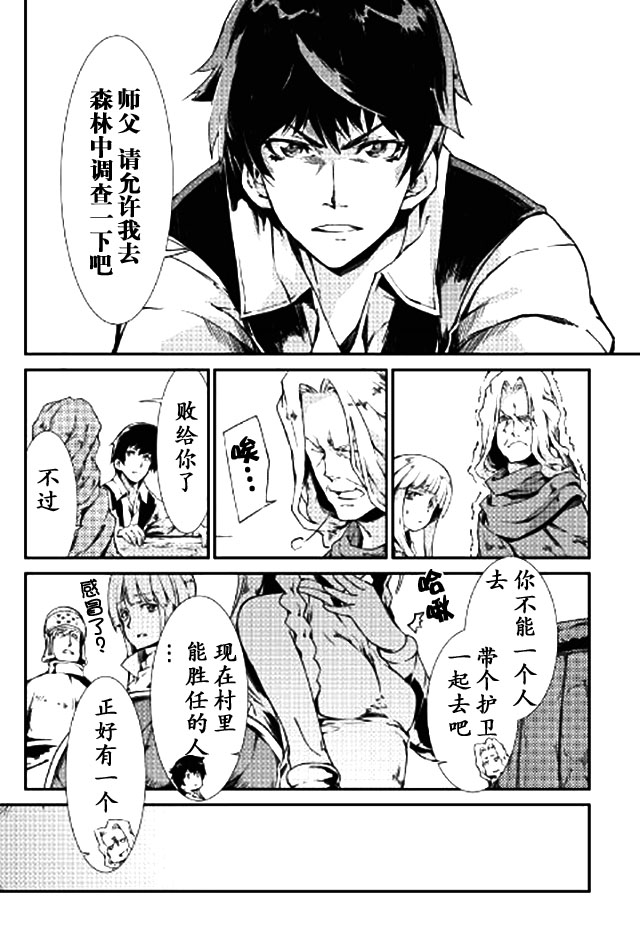 师父 请允许我去
森林中调查一下吧
唉…
败给你了
不过
你不能一个人
去
带个护卫
一起去吧
哈啾
现在村里
能胜任的人
…
感冒了？
正好有一个